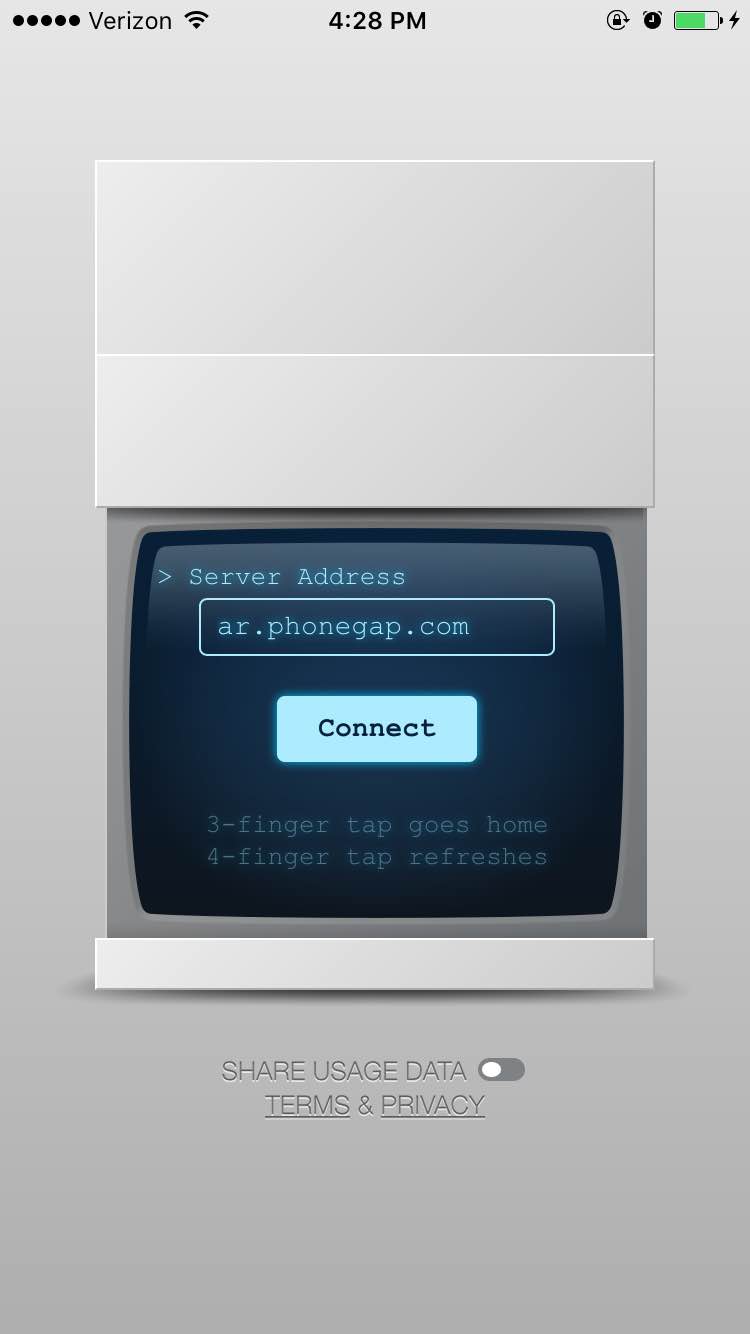 Verizon 4:28 PM
> Server Address
ar.phonegap.com
Connect
3-finger tap goes home
4-finger tap refreshes
SHARE USAGE DATA
TERMS & PRIVACY